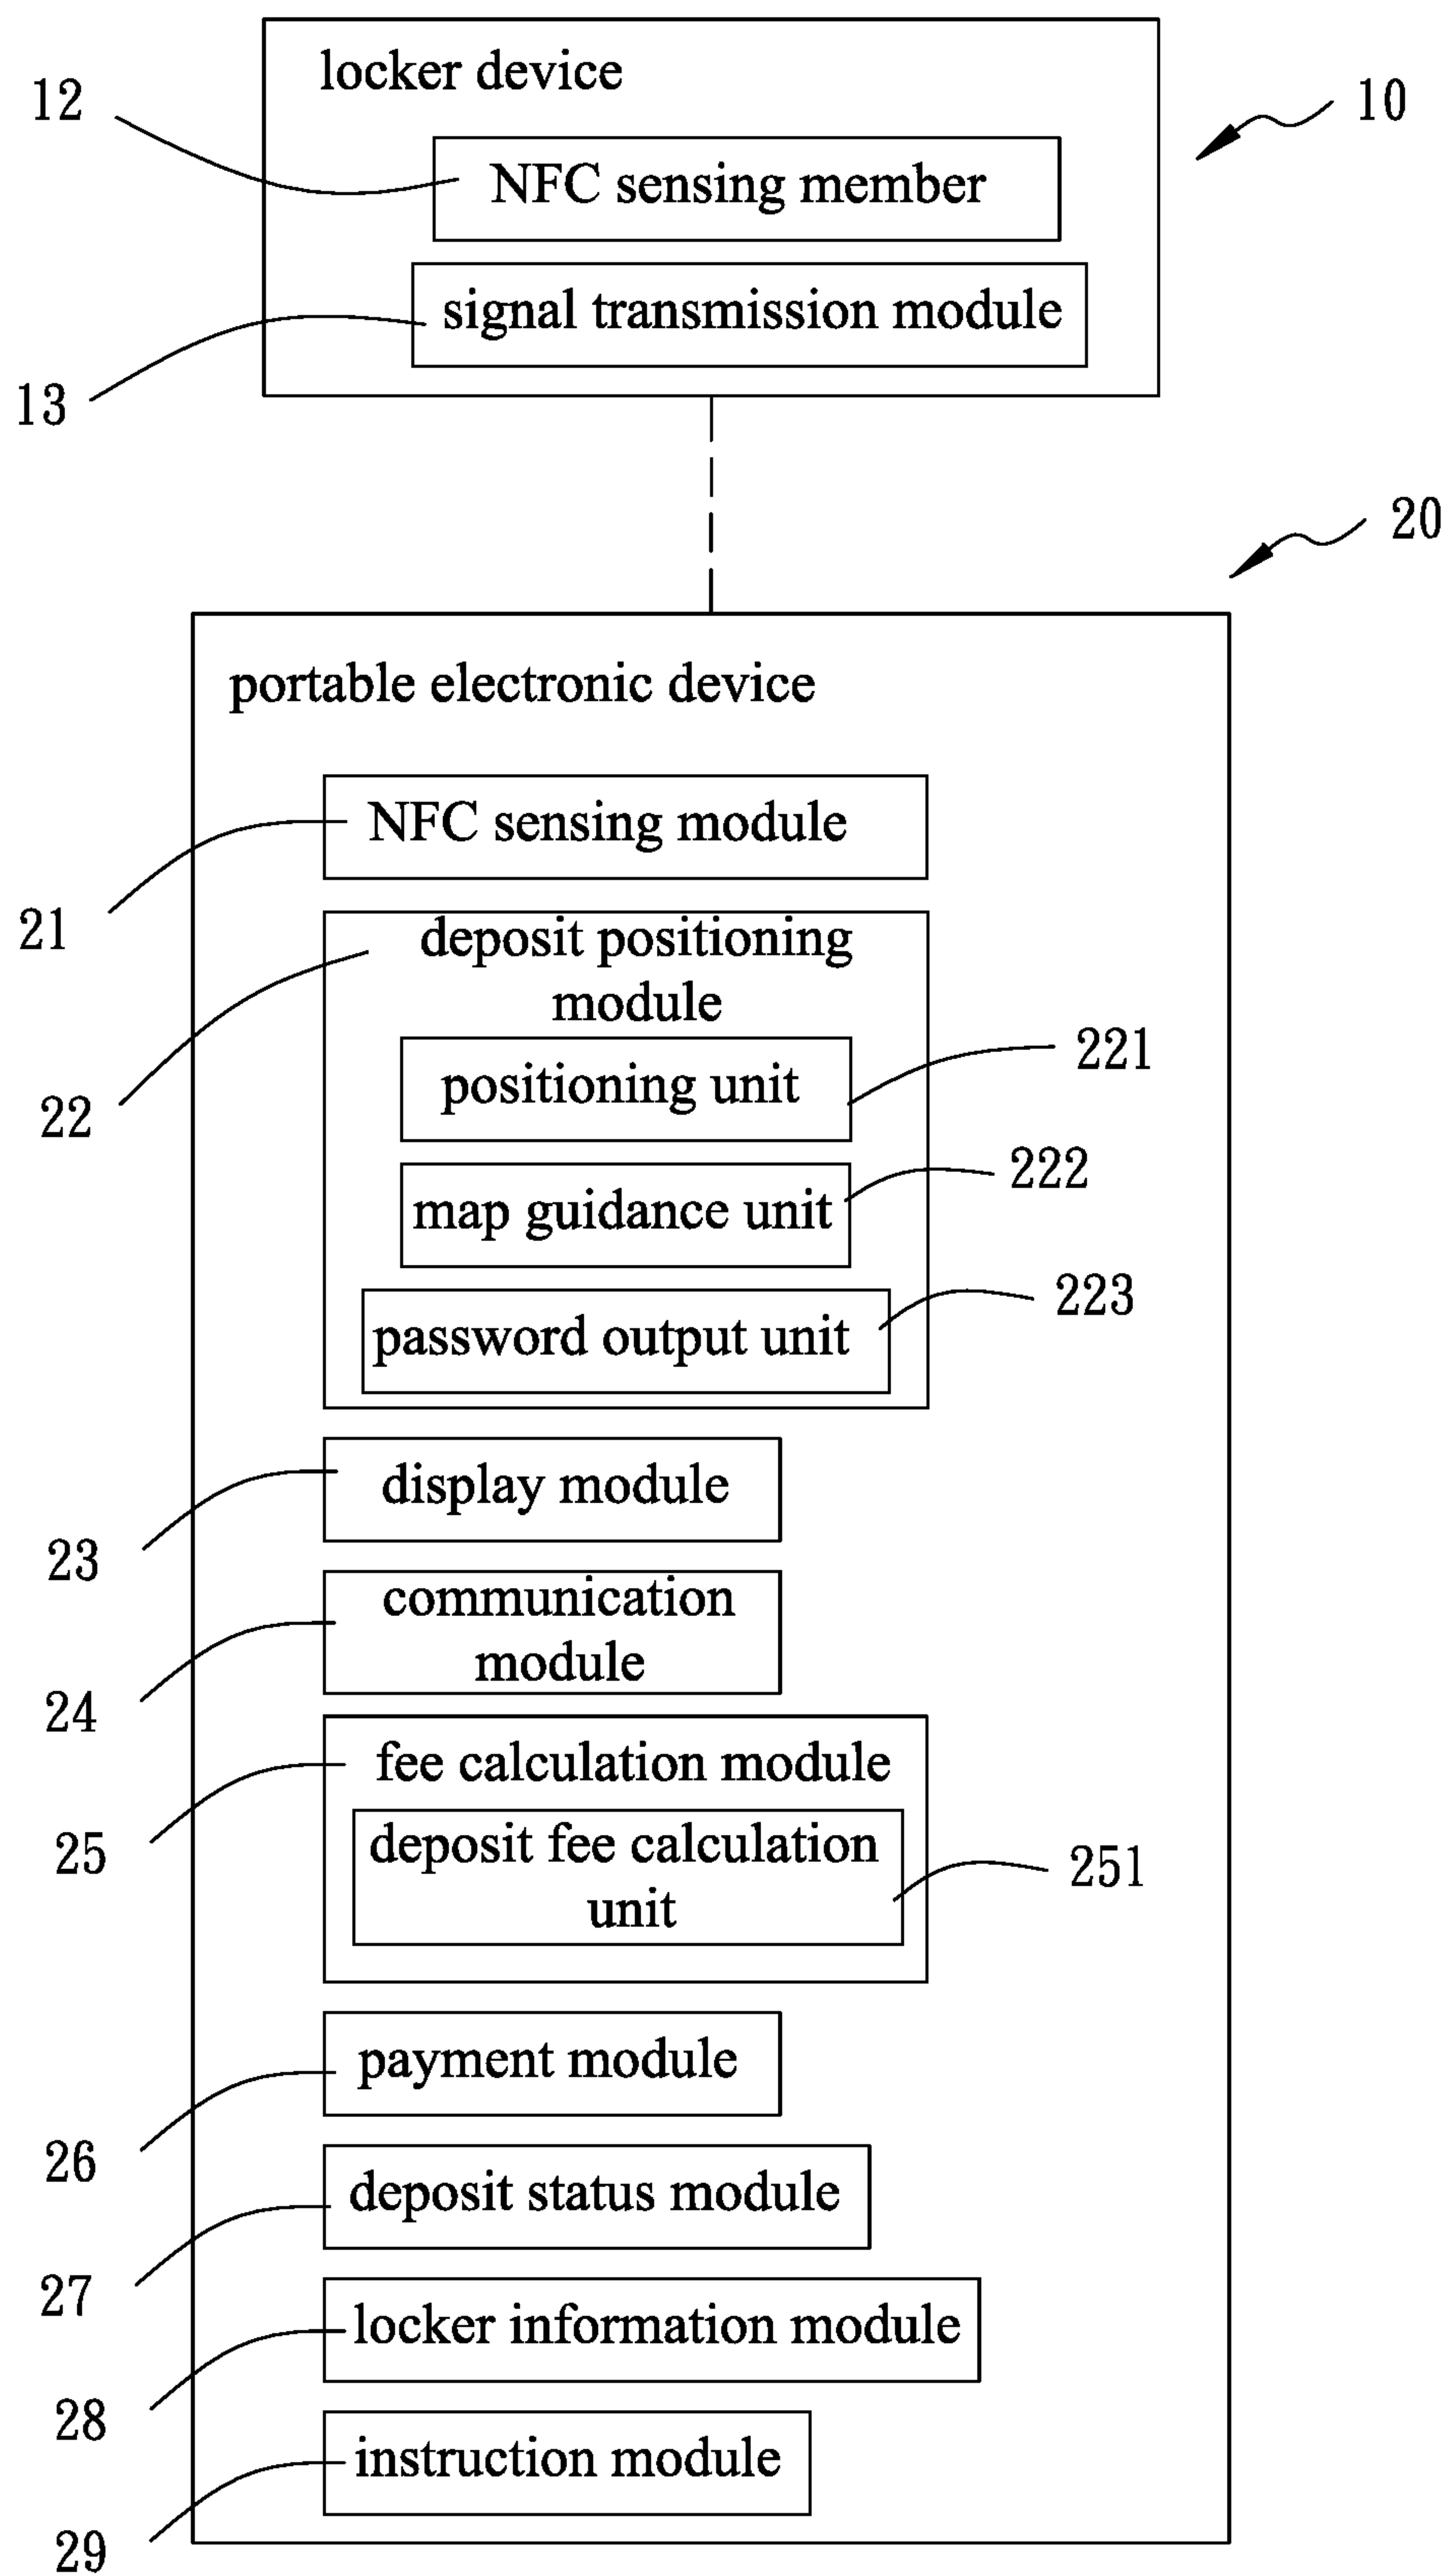 locker device
10
12
NFC sensing member
signal transmission module
13
20
portable electronic device
NFC sensing module
21
deposit positioning
module
22
positioning unit
221
map guidance unit
222
password output unit
223
display module
23
communication
module
24
fee calculation module
25
deposit fee calculation
unit
251
payment module
26
deposit status module
27
locker information module
28
instruction module
29